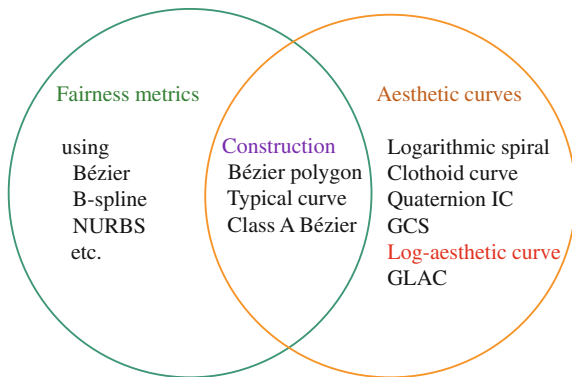 Fairness metrics
using
Bézier
B-spline
NURBS
etc.
Construction
Bézier polygon
Typical curve
Class A Bézier
Aesthetic curves
Logarithmic spiral
Clothoid curve
Quaternion IC
GCS
Log-aesthetic curve
GLAC